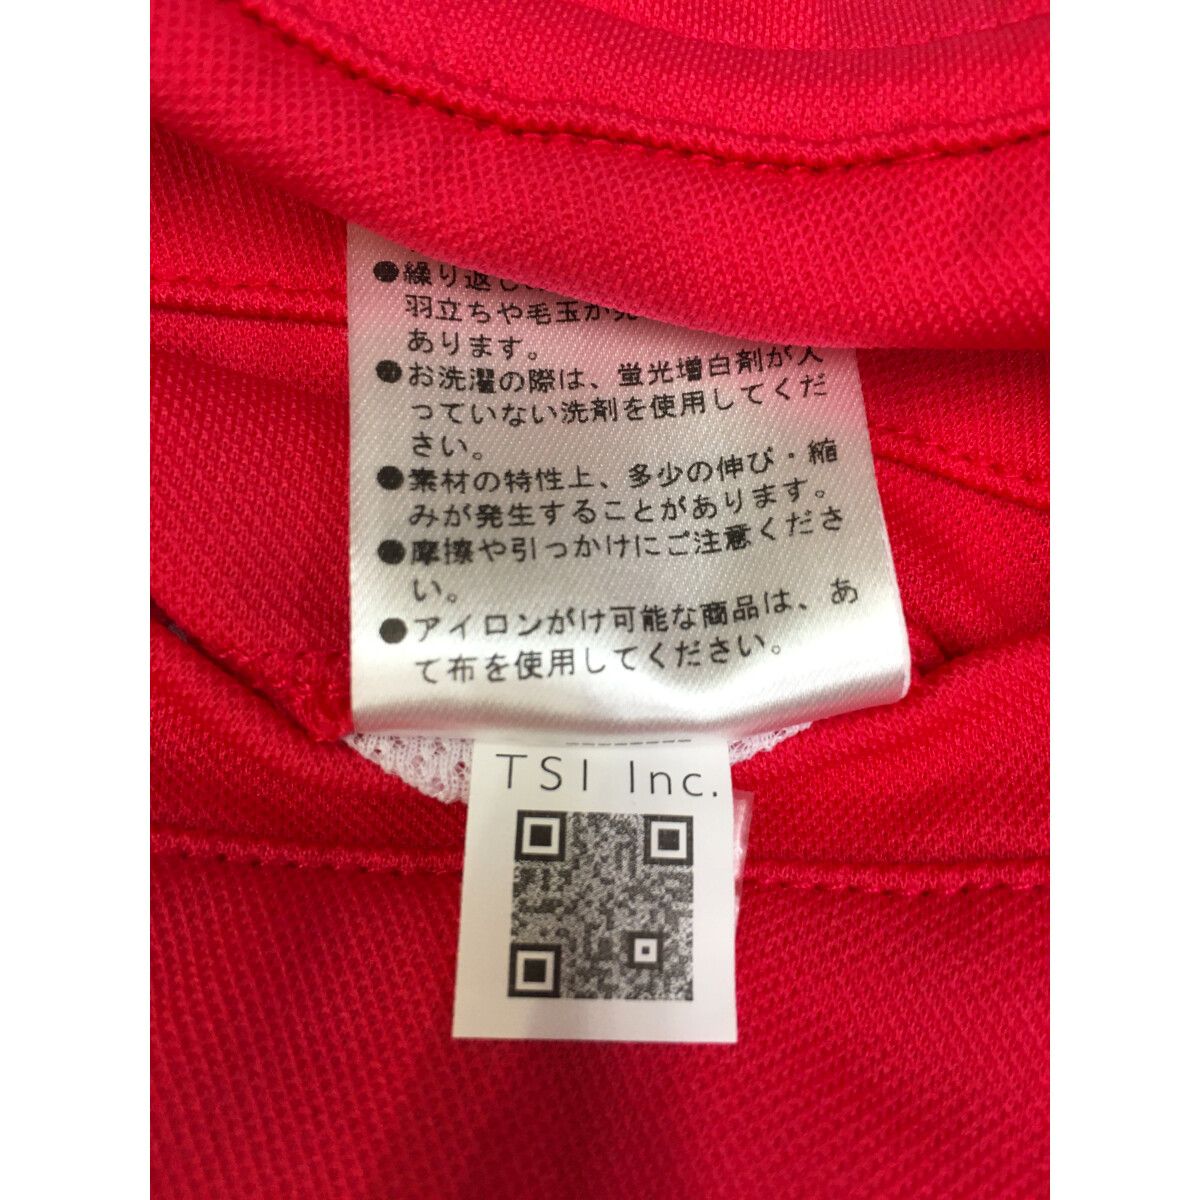 ●繰り返し
羽立ちや毛玉が
あります。
●お洗濯の際は、蛍光増白剤が入
っていない洗剤を使用してくだ
さい。
●素材の特性上、多少の伸び・縮
みが発生することがあります。
●摩擦や引っかけにご注意くださ
い。
●アイロンがけ可能な商品は、あ
て布を使用してください。
TSI Inc.